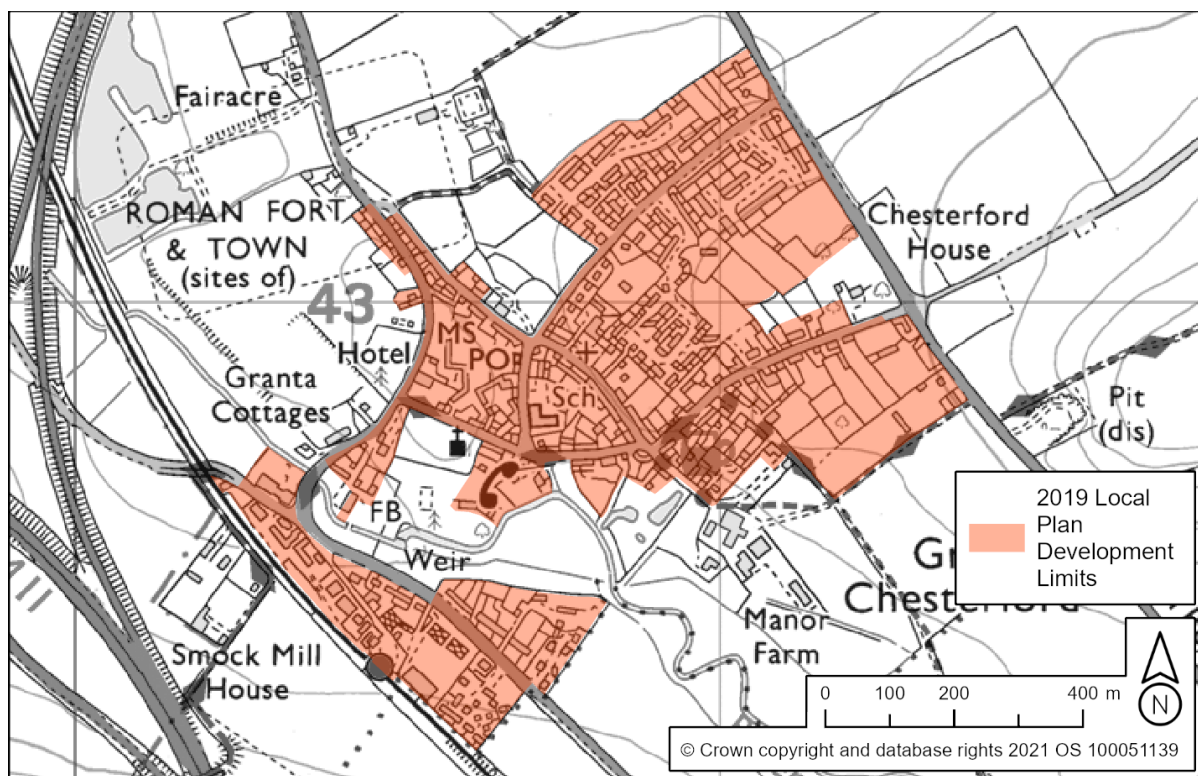 Fairacre
ROMAN FORT
& TOWN
(sites of)
Chesterford
House
43
MS
PO
Hotel
Sch
Granta
Cottages
Pit
(dis)
FB
Weir
2019 Local
Plan
Development
Limits
Chesterford
Manor
Farm
Smock Mill
House
0 100 200 400 m
N
© Crown copyright and database rights 2021 OS 100051139